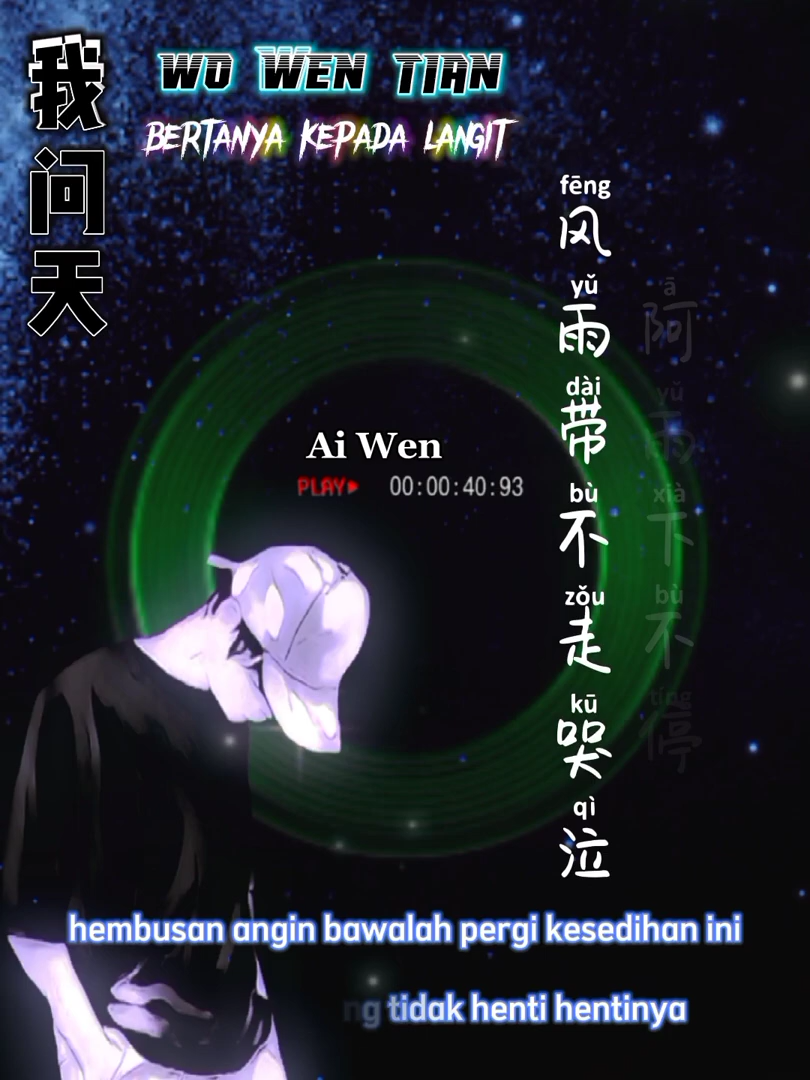 我问天
WO WEN TIAN
BERTANYA KEPADA LANGIT
fēng
风
yǔ
雨
dài
带
bù
不
zǒu
走
kū
哭
qì
泣
ā
阿
yǔ
雨
xià
下
bù
不
tíng
停
Ai Wen
PLAY 00:00:40:93
hembusan angin bawalah pergi kesedihan ini
ng tidak henti hentinya